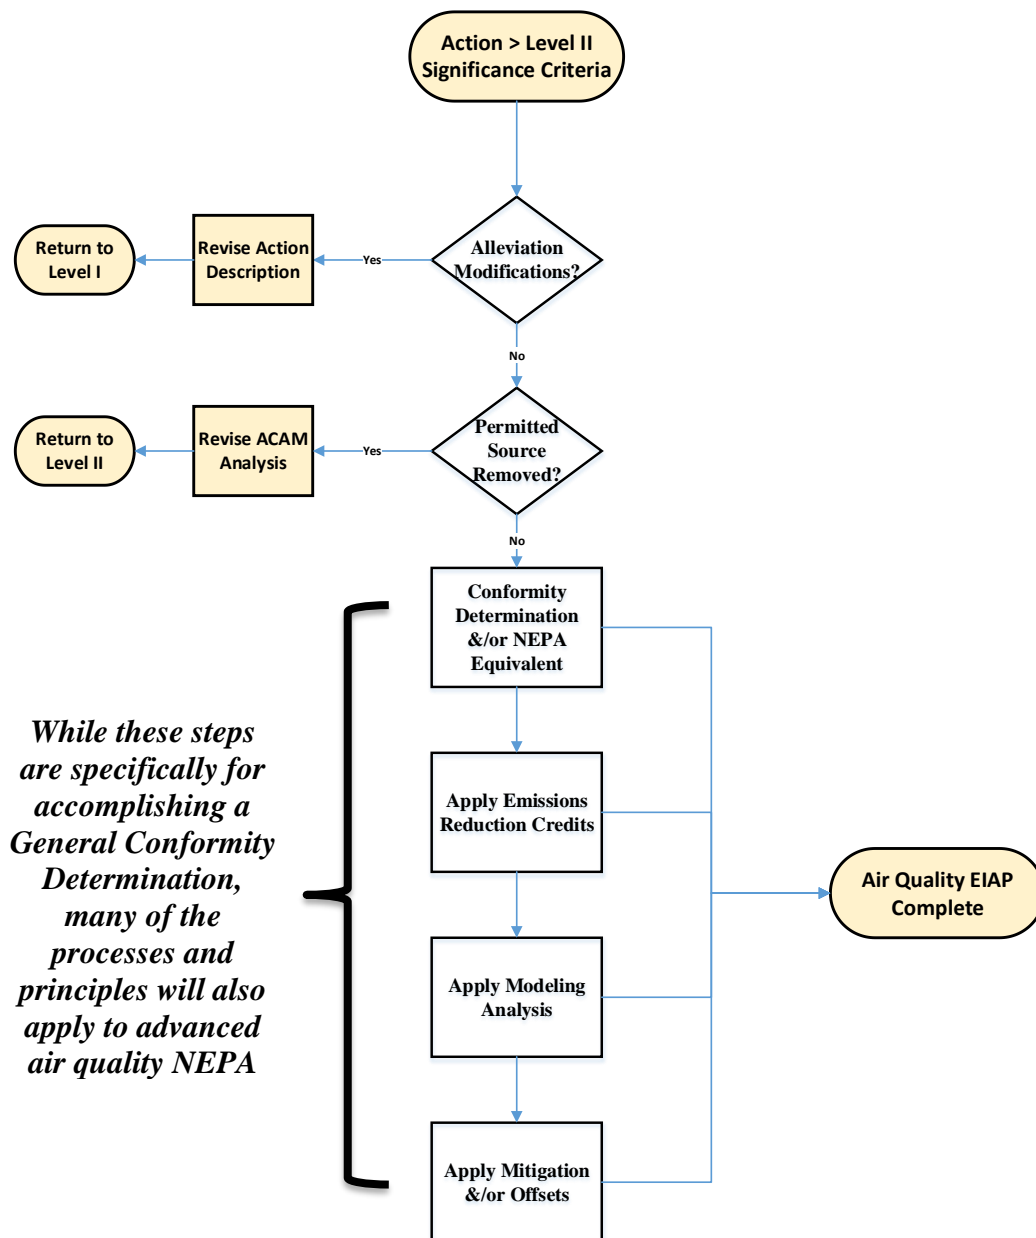 Action > Level II
Significance Criteria
Alleviation
Modifications?
Yes
Revise Action
Description
Return to
Level I
No
Permitted
Source
Removed?
Yes
Revise ACAM
Analysis
Return to
Level II
No
Conformity
Determination
&/or NEPA
Equivalent
While these steps
are specifically for
accomplishing a
General Conformity
Determination,
many of the
processes and
principles will also
apply to advanced
air quality NEPA
Apply Emissions
Reduction Credits
Air Quality EIAP
Complete
Apply Modeling
Analysis
Apply Mitigation
&/or Offsets